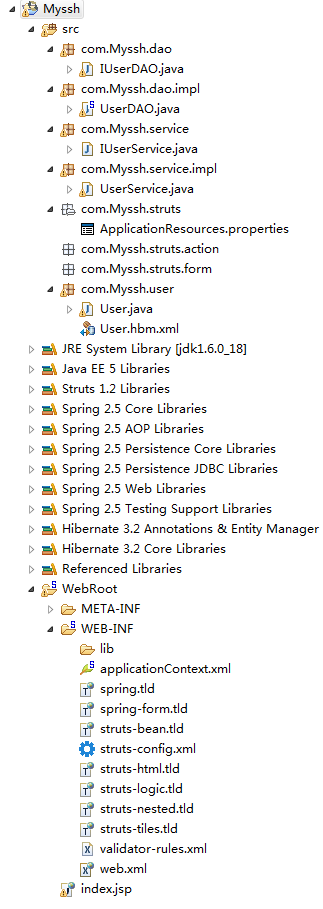 Myssh
src
com.Myssh.dao
IUserDAO.java
com.Myssh.dao.impl
UserDAO.java
com.Myssh.service
IUserService.java
com.Myssh.service.impl
UserService.java
com.Myssh.struts
ApplicationResources.properties
com.Myssh.struts.action
com.Myssh.struts.form
com.Myssh.user
User.java
User.hbm.xml
JRE System Library [jdk1.6.0_18]
Java EE 5 Libraries
Struts 1.2 Libraries
Spring 2.5 Core Libraries
Spring 2.5 AOP Libraries
Spring 2.5 Persistence Core Libraries
Spring 2.5 Persistence JDBC Libraries
Spring 2.5 Web Libraries
Spring 2.5 Testing Support Libraries
Hibernate 3.2 Annotations & Entity Manager
Hibernate 3.2 Core Libraries
Referenced Libraries
WebRoot
META-INF
WEB-INF
lib
applicationContext.xml
spring.tld
spring-form.tld
struts-bean.tld
struts-config.xml
struts-html.tld
struts-logic.tld
struts-nested.tld
struts-tiles.tld
validator-rules.xml
web.xml
index.jsp